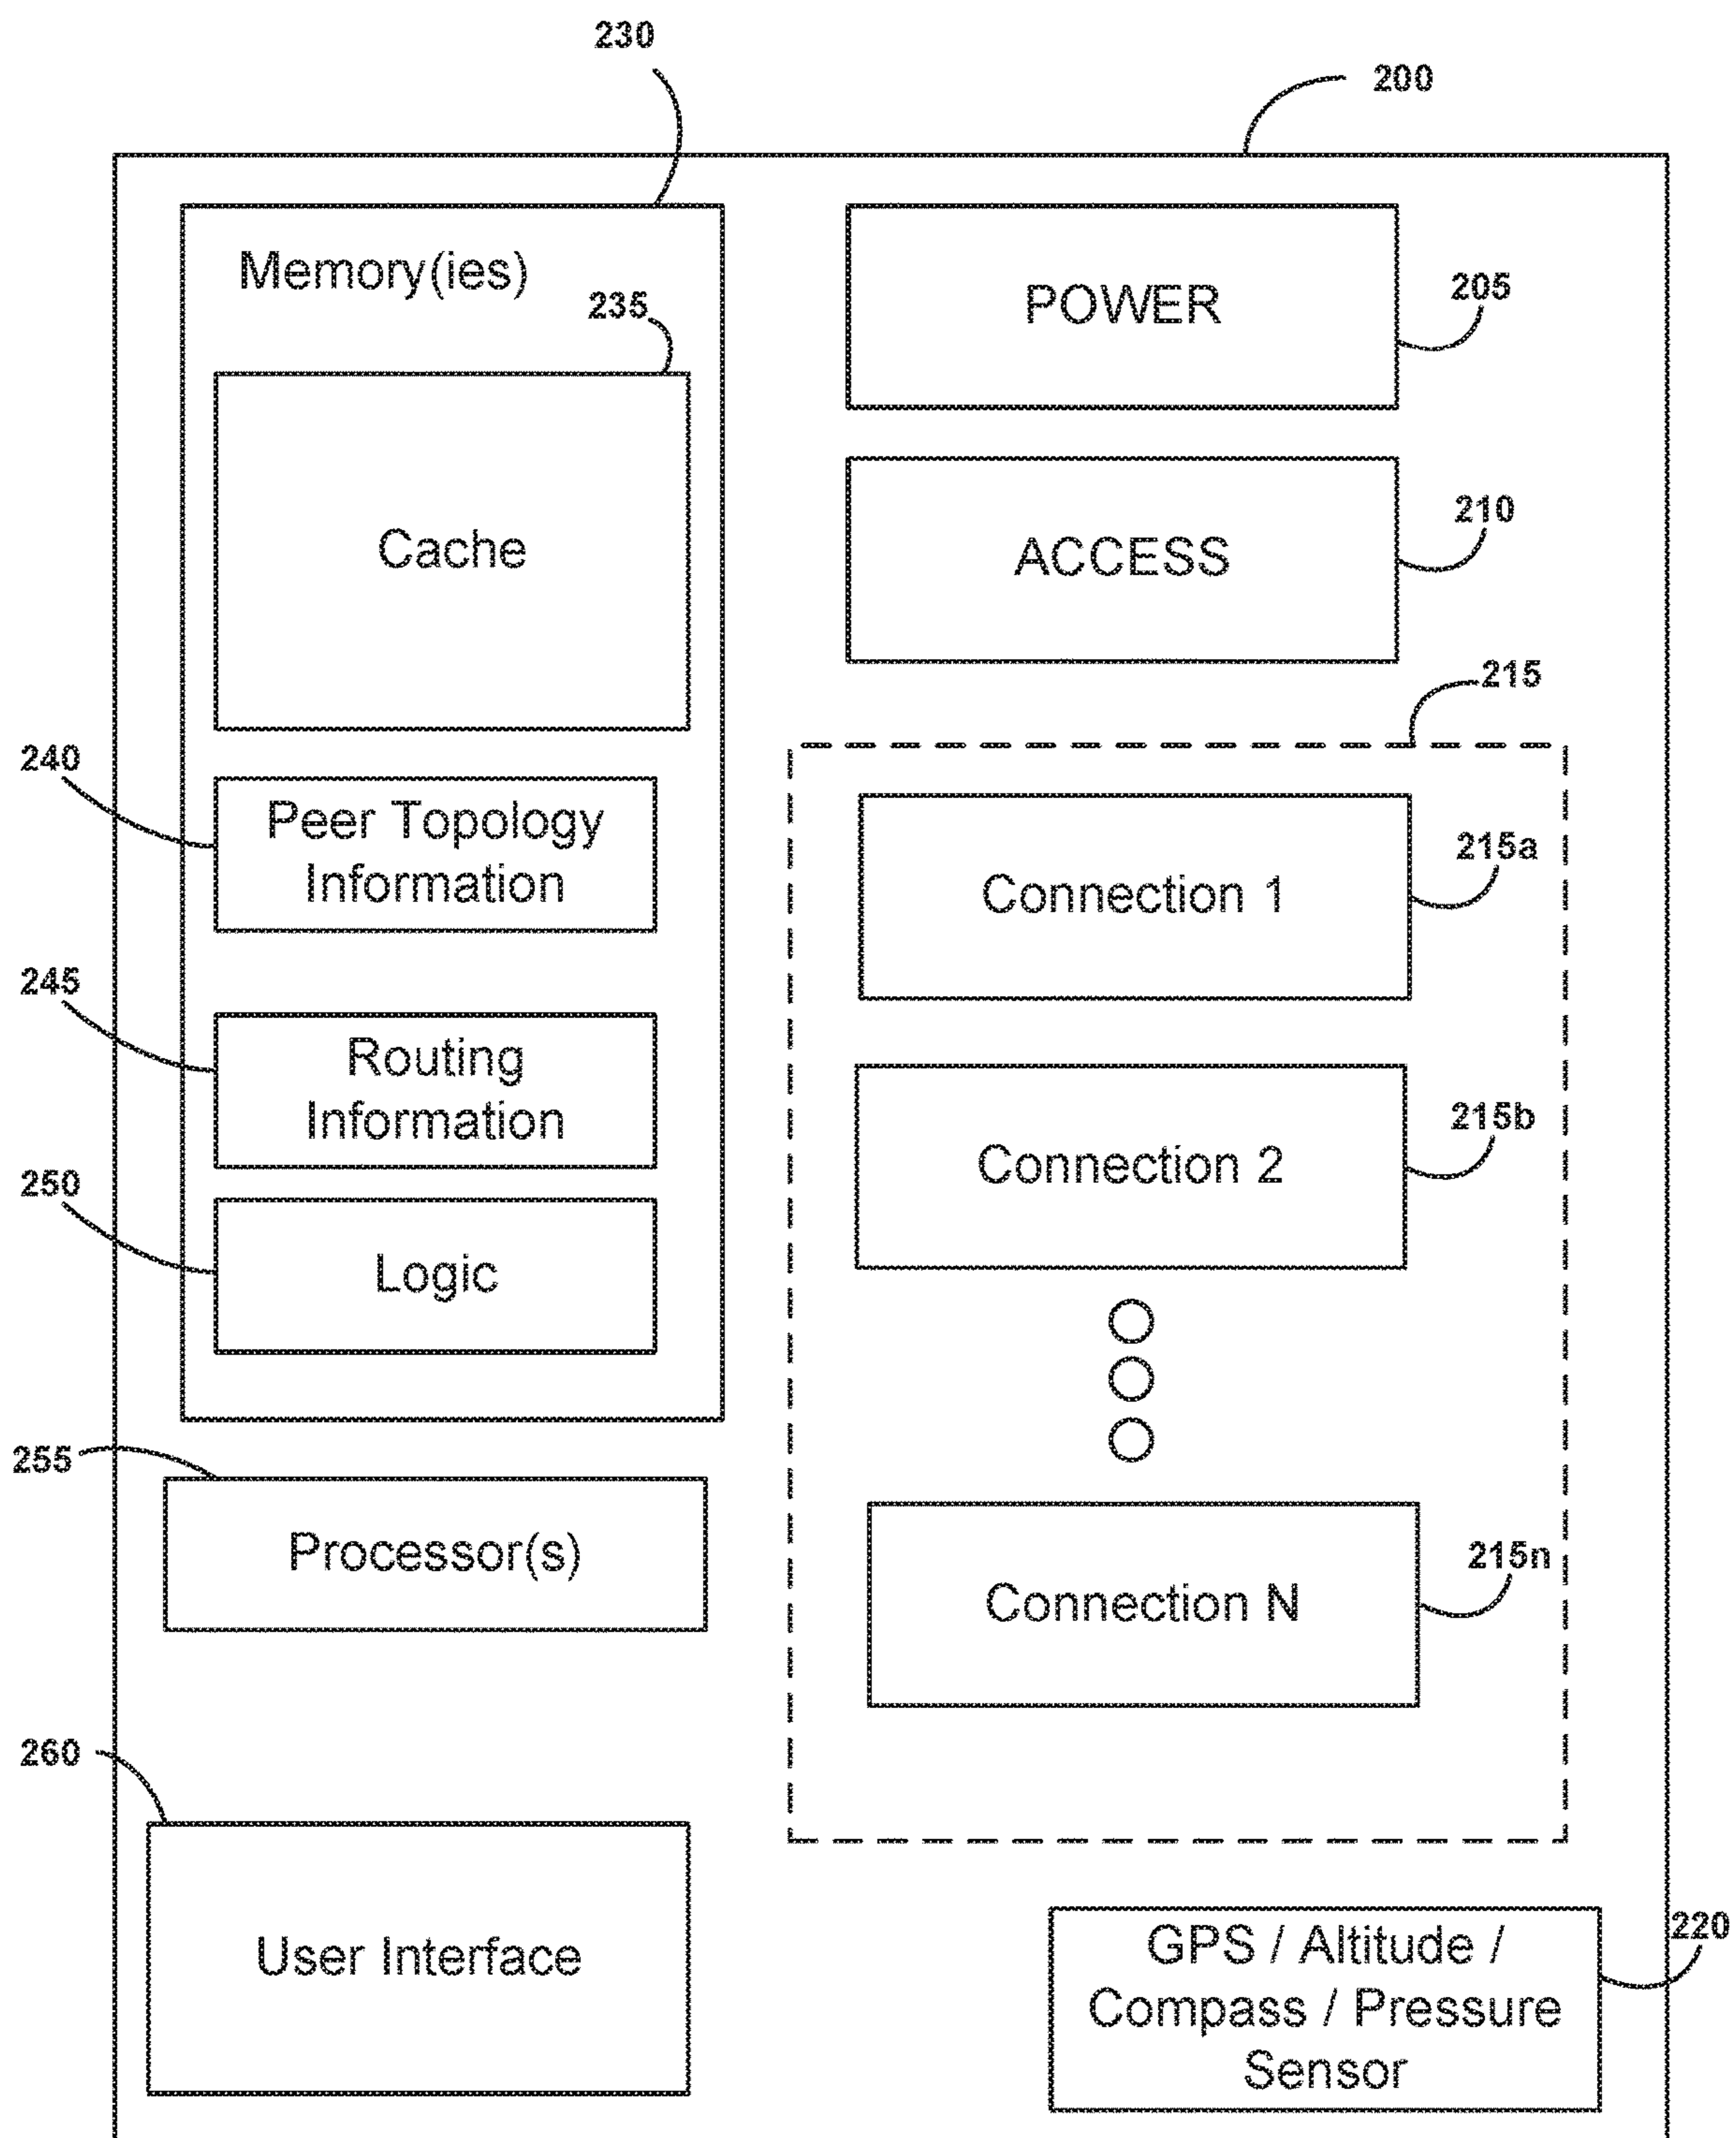 230
200
Memory(ies)
235
Cache
POWER
205
ACCESS
210
215
240
Peer Topology
Information
Connection 1
215a
245
Routing
Information
Connection 2
215b
250
Logic
255
Processor(s)
Connection N
215n
260
User Interface
GPS / Altitude /
Compass / Pressure
Sensor
220